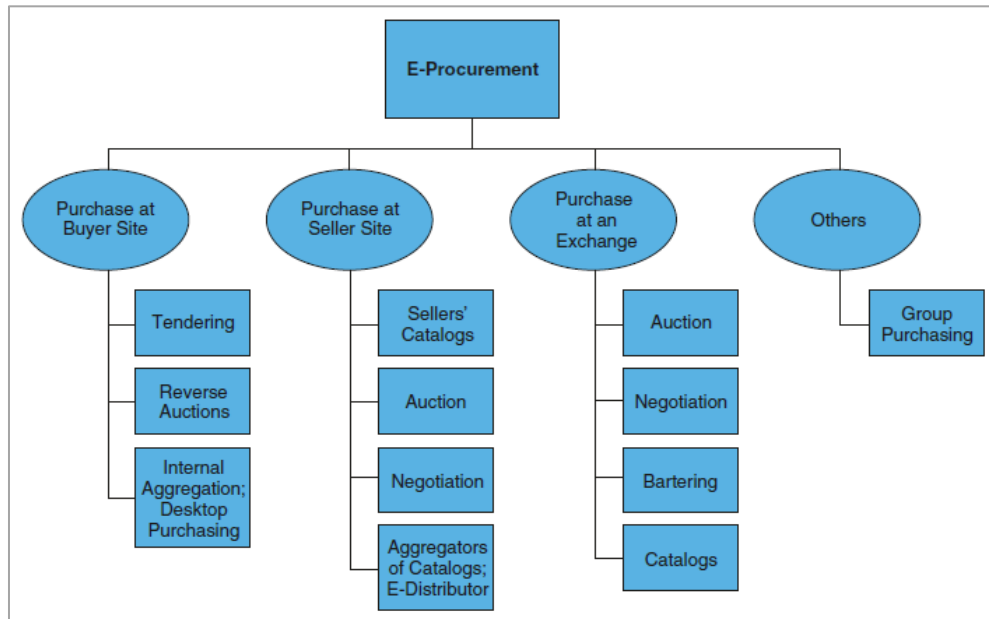 E-Procurement
Purchase at
Buyer Site
Purchase at
Seller Site
Purchase
at an
Exchange
Others
Tendering
Reverse
Auctions
Internal
Aggregation;
Desktop
Purchasing
Sellers'
Catalogs
Auction
Negotiation
Aggregators
of Catalogs;
E-Distributor
Auction
Negotiation
Bartering
Catalogs
Group
Purchasing